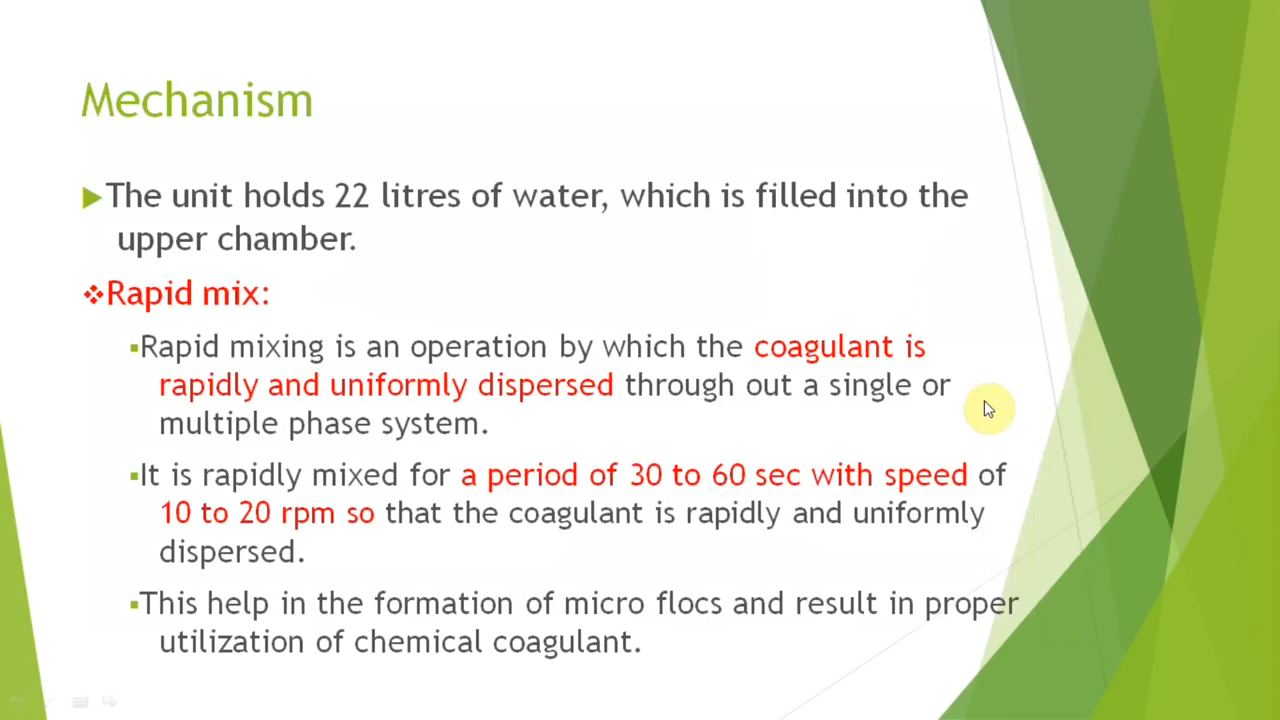 Mechanism
The unit holds 22 litres of water, which is filled into the
upper chamber.
Rapid mix:
Rapid mixing is an operation by which the coagulant is
rapidly and uniformly dispersed through out a single or
multiple phase system.
It is rapidly mixed for a period of 30 to 60 sec with speed of
10 to 20 rpm so that the coagulant is rapidly and uniformly
dispersed.
This help in the formation of micro flocs and result in proper
utilization of chemical coagulant.